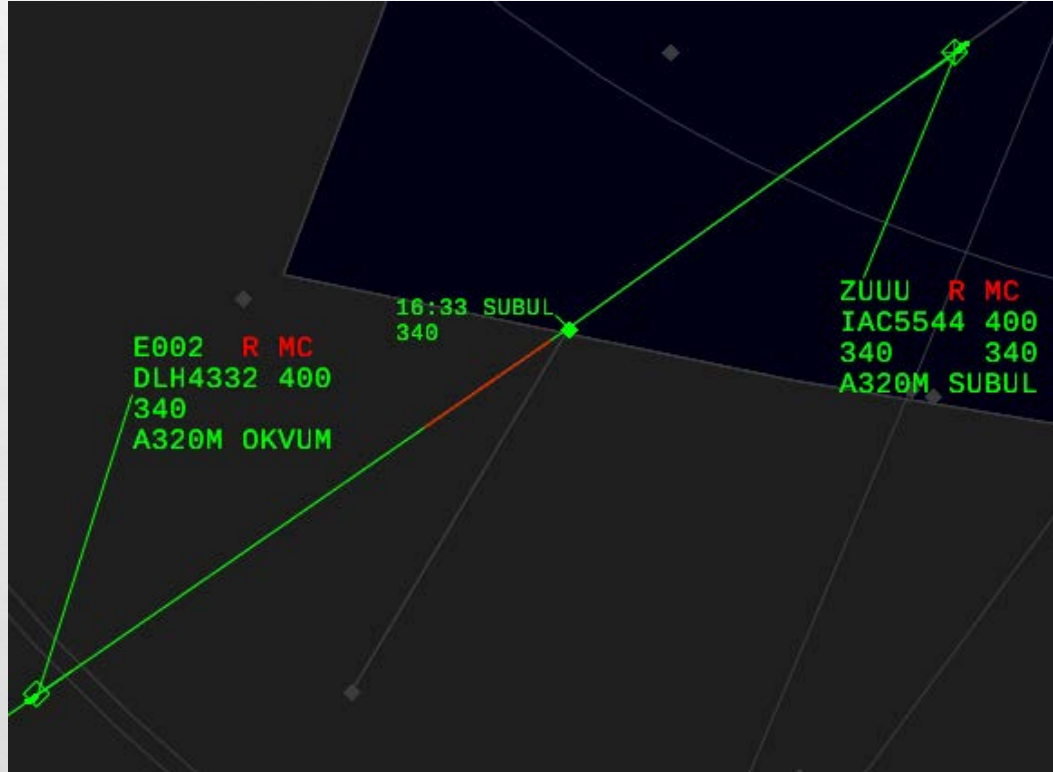 16:33 SUBUL
340
ZUUU R MC
IAC5544 400
340 340
A320M SUBUL
E002 R MC
DLH4332 400
340
A320M OKVUM